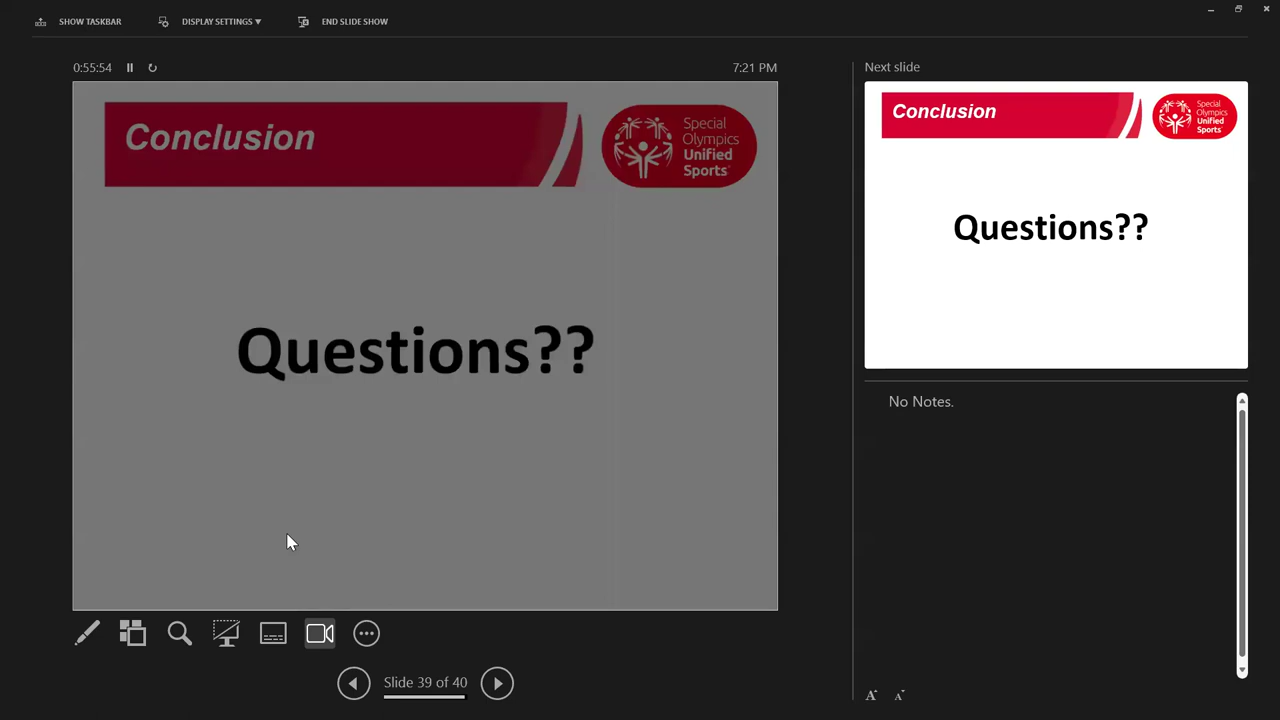 SHOW TASKBAR
DISPLAY SETTINGS ▼
END SLIDE SHOW
0:55:54
7:21 PM
Conclusion
Special
Olympics
Unified
Sports
Questions??
Slide 39 of 40
Next slide
Conclusion
Special
Olympics
Unified
Sports
Questions??
No Notes.
A A